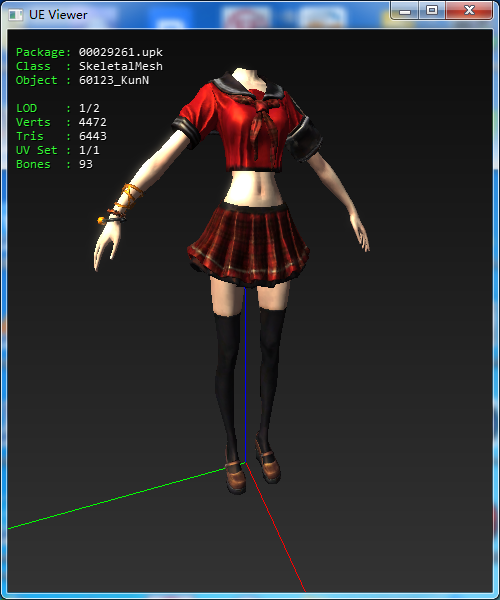 UE Viewer
Package: 00029261.upk
Class : SkeletalMesh
Object : 60123_KunN
LOD : 1/2
Verts : 4472
Tris : 6443
UV Set : 1/1
Bones : 93